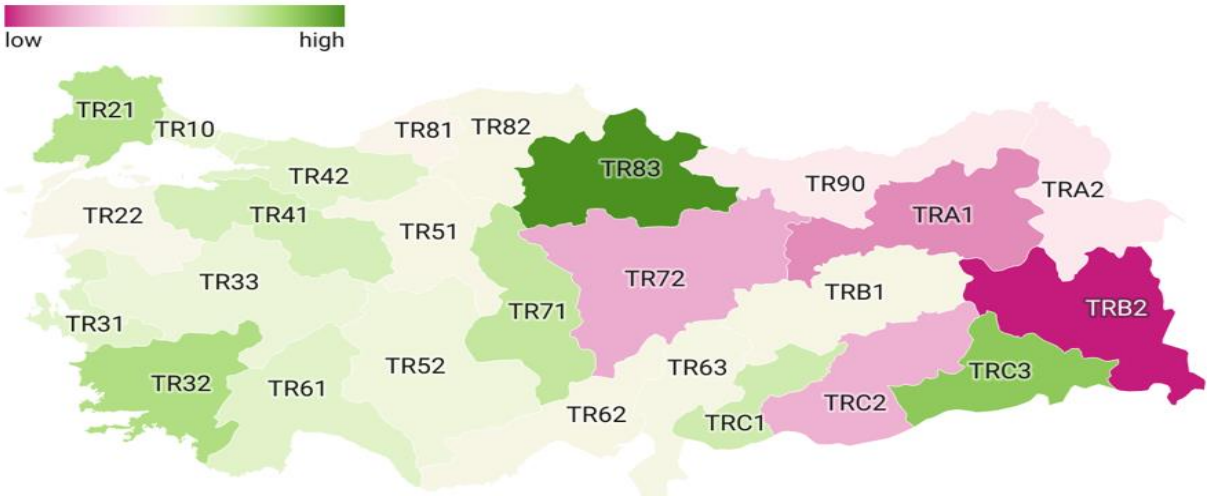 low high
TR21
TR10
TR81
TR82
TR42
TR83
TR90
TRA2
TR22
TR41
TR51
TRA1
TR33
TR72
TRB1
TR31
TR71
TRB2
TR32
TR61
TR52
TR63
TRC3
TR62
TRC1
TRC2